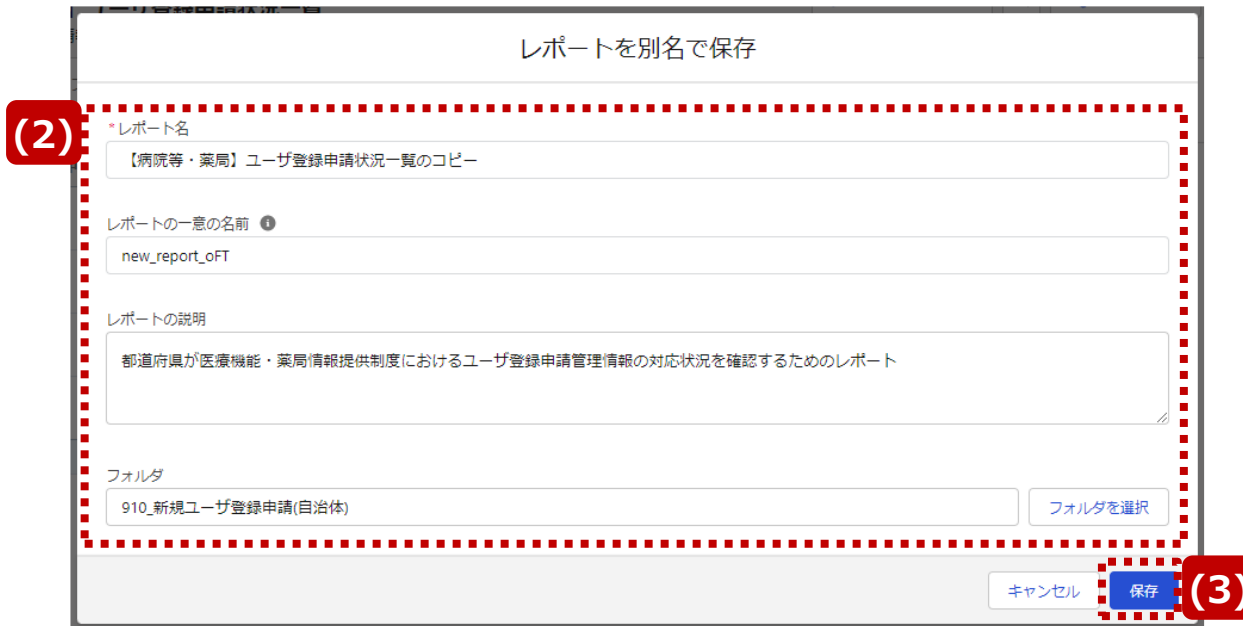 レポートを別名で保存
(2)
*レポート名
【病院等・薬局】ユーザ登録申請状況一覧のコピー
レポートの一意の名前
new_report_oFT
レポートの説明
都道府県が医療機能・薬局情報提供制度におけるユーザ登録申請管理情報の対応状況を確認するためのレポート
フォルダ
910_新規ユーザ登録申請(自治体)
フォルダを選択
キャンセル
保存
(3)